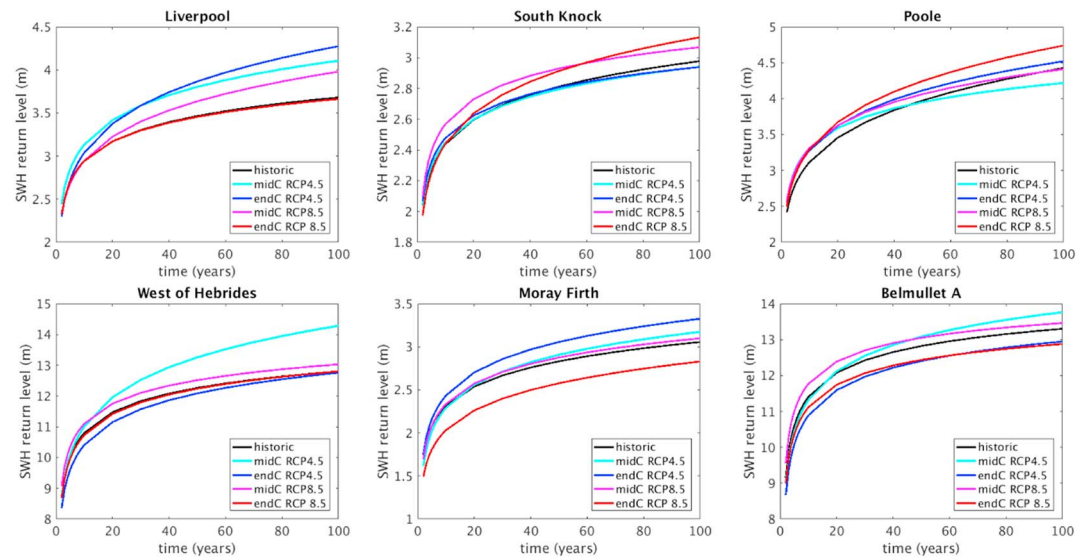 Liverpool
4.5
4
3.5
3
2.5
2
SWH return level (m)
0 20 40 60 80 100
time (years)
historic
midC RCP4.5
endC RCP4.5
midC RCP8.5
endC RCP 8.5
South Knock
3.2
3
2.8
2.6
2.4
2.2
2
1.8
SWH return level (m)
0 20 40 60 80 100
time (years)
historic
midC RCP4.5
endC RCP4.5
midC RCP8.5
endC RCP 8.5
Poole
5
4.5
4
3.5
3
2.5
2
SWH return level (m)
0 20 40 60 80 100
time (years)
historic
midC RCP4.5
endC RCP4.5
midC RCP8.5
endC RCP 8.5
West of Hebrides
15
14
13
12
11
10
9
8
SWH return level (m)
0 20 40 60 80 100
time (years)
historic
midC RCP4.5
endC RCP4.5
midC RCP8.5
endC RCP 8.5
Moray Firth
3.5
3
2.5
2
1.5
1
SWH return level (m)
0 20 40 60 80 100
time (years)
historic
midC RCP4.5
endC RCP4.5
midC RCP8.5
endC RCP 8.5
Belmullet A
14
13
12
11
10
9
8
SWH return level (m)
0 20 40 60 80 100
time (years)
historic
midC RCP4.5
endC RCP4.5
midC RCP8.5
endC RCP 8.5